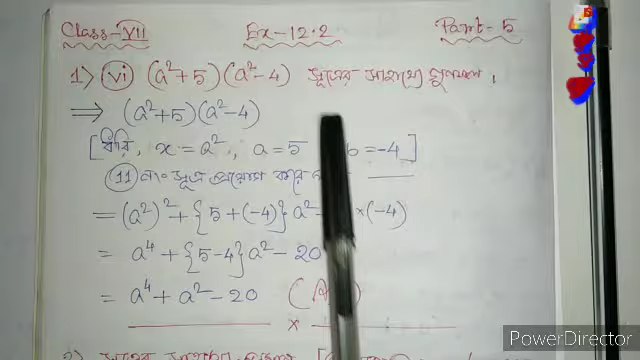 Class-VII Ex-12.2 Part-5
1) (vi) (a²+5)(a²-4) সূত্রের সাহায্যে গুণফল।
⇒ (a²+5)(a²-4)
[ধরি, x = a², a = 5 b = -4]
(11) নং সূত্র প্রয়োগ করে
= (a²)² + {5+(-4)}a² ×(-4)
= a⁴ + {5-4}a² - 20
= a⁴ + a² - 20 (A
×
PowerDirector